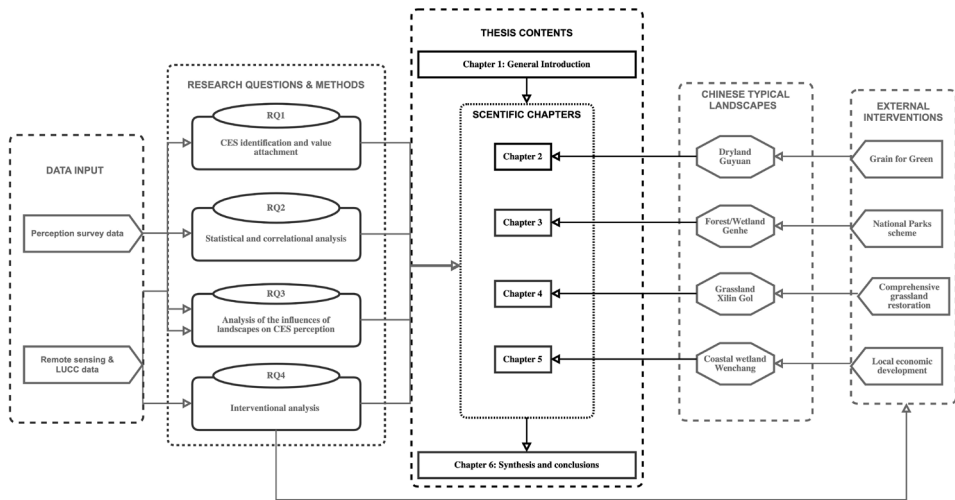 DATA INPUT
Perception survey data
Remote sensing &
LUCC data
RESEARCH QUESTIONS & METHODS
RQ1
CES identification and value
attachment
RQ2
Statistical and correlational analysis
RQ3
Analysis of the influences of
landscapes on CES perception
RQ4
Interventional analysis
THESIS CONTENTS
Chapter 1: General Introduction
SCENTIFIC CHAPTERS
Chapter 2
Chapter 3
Chapter 4
Chapter 5
Chapter 6: Synthesis and conclusions
CHINESE TYPICAL
LANDSCAPES
Dryland
Guyuan
Forest/Wetland
Genhe
Grassland
Xilin Gol
Coastal wetland
Wenchang
EXTERNAL
INTERVENTIONS
Grain for Green
National Parks
scheme
Comprehensive
grassland
restoration
Local economic
development